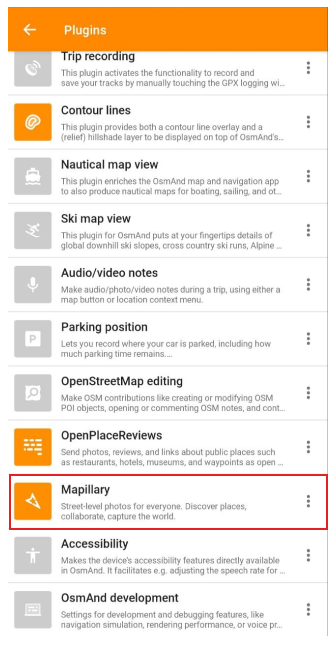 Plugins
Trip recording
This plugin activates the functionality to record and
save your tracks by manually touching the GPX logging wi...
Contour lines
This plugin provides both a contour line overlay and a
(relief) hillshade layer to be displayed on top of OsmAnd's...
Nautical map view
This plugin enriches the OsmAnd map and navigation app
to also produce nautical maps for boating, sailing, and ot...
Ski map view
This plugin for OsmAnd puts at your fingertips details of
global downhill ski slopes, cross country ski runs, Alpine ...
Audio/video notes
Make audio/photo/video notes during a trip, using either a
map button or location context menu.
Parking position
P
Lets you record where your car is parked, including how
much parking time remains....
OpenStreetMap editing
Make OSM contributions like creating or modifying OSM
POI objects, opening or commenting OSM notes, and cont...
OpenPlaceReviews
Send photos, reviews, and links about public places such
as restaurants, hotels, museums, and waypoints as open ...
Mapillary
Street-level photos for everyone. Discover places,
collaborate, capture the world.
Accessibility
Makes the device's accessibility features directly available
in OsmAnd. It facilitates e.g. adjusting the speech rate for ...
OsmAnd development
Settings for development and debugging features, like
navigation simulation, rendering performance, or voice pr...